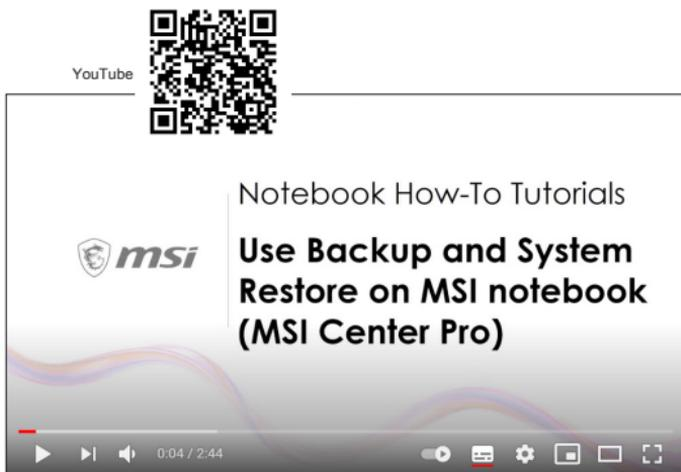 YouTube
Notebook How-To Tutorials
msi
Use Backup and System
Restore on MSI notebook
(MSI Center Pro)
0:04 / 2:44